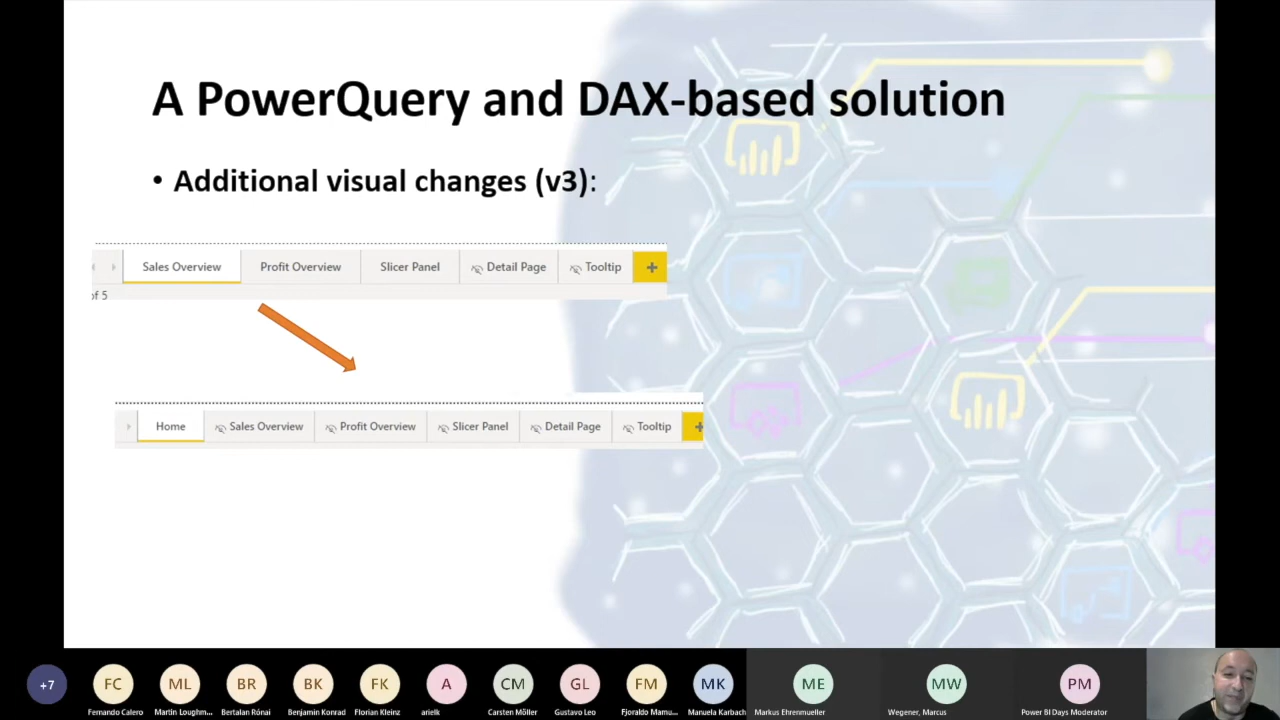 A PowerQuery and DAX-based solution
• Additional visual changes (v3):
Sales Overview Profit Overview Slicer Panel Detail Page Tooltip +
of 5
Home Sales Overview Profit Overview Slicer Panel Detail Page Tooltip +
+7 FC ML BR BK FK A CM GL FM MK ME MW PM
Fernando Calero Martin Loughm... Bertalan Rónai Benjamin Konrad Florian Kleinz arielk Carsten Möller Gustavo Leo Fjoraldo Mamu... Manuela Karbach Markus Ehrenmueller Wegener, Marcus Power BI Days Moderator